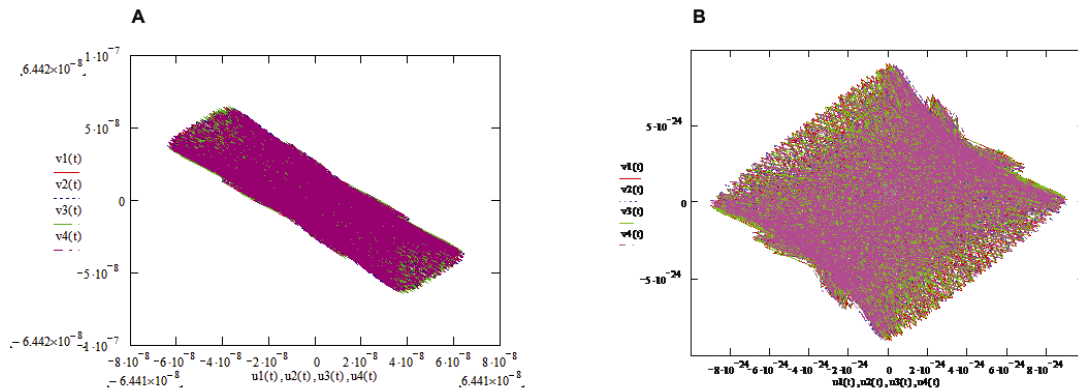 A
1·10⁻⁷
6.442×10⁻⁸
5·10⁻⁸
v1(t)
v2(t)
v3(t)
v4(t)
0
−5·10⁻⁸
−6.442×10⁻⁸
−1·10⁻⁷
−8·10⁻⁸ −6·10⁻⁸ −4·10⁻⁸ −2·10⁻⁸ 0 2·10⁻⁸ 4·10⁻⁸ 6·10⁻⁸ 8·10⁻⁸
−6.441×10⁻⁸ u1(t),u2(t),u3(t),u4(t) 6.441×10⁻⁸
B
5·10⁻²⁴
v1(t)
v2(t)
v3(t)
v4(t)
0
−5·10⁻²⁴
−8·10⁻²⁴ −6·10⁻²⁴ −4·10⁻²⁴ −2·10⁻²⁴ 0 2·10⁻²⁴ 4·10⁻²⁴ 6·10⁻²⁴ 8·10⁻²⁴
u1(t),u2(t),u3(t),u4(t)